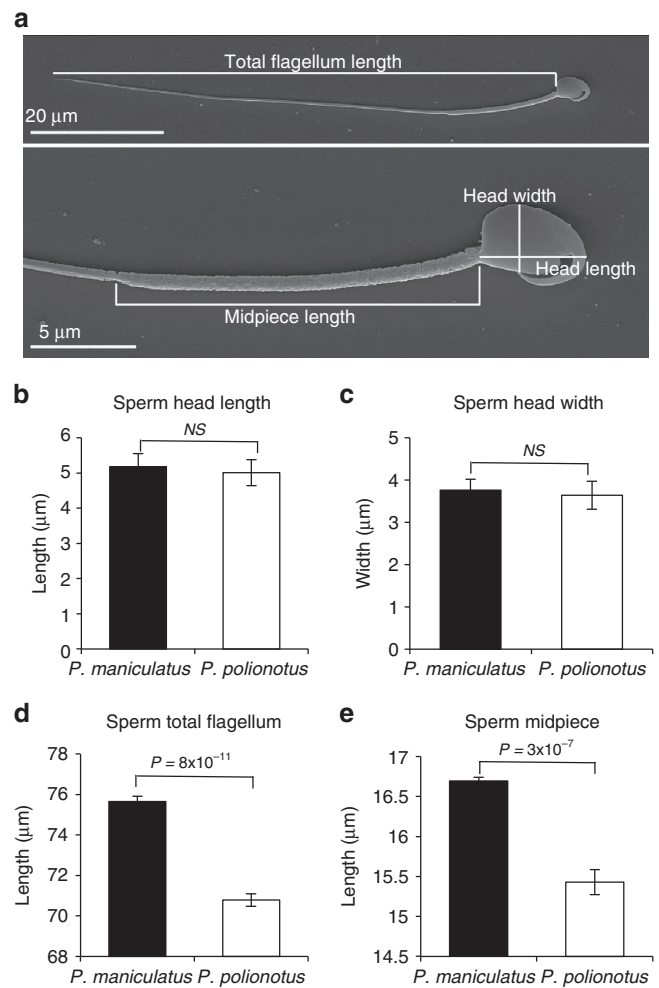 a
Total flagellum length
20 μm
Head width
Head length
Midpiece length
5 μm
b
Sperm head length
NS
6
5
4
3
2
1
0
Length (μm)
P. maniculatus P. polionotus
c
Sperm head width
NS
5
4
3
2
1
0
Width (μm)
P. maniculatus P. polionotus
d
Sperm total flagellum
P = 8x10⁻¹¹
78
76
74
72
70
68
Length (μm)
P. maniculatus P. polionotus
e
Sperm midpiece
P = 3x10⁻⁷
17
16.5
16
15.5
15
14.5
Length (μm)
P. maniculatus P. polionotus